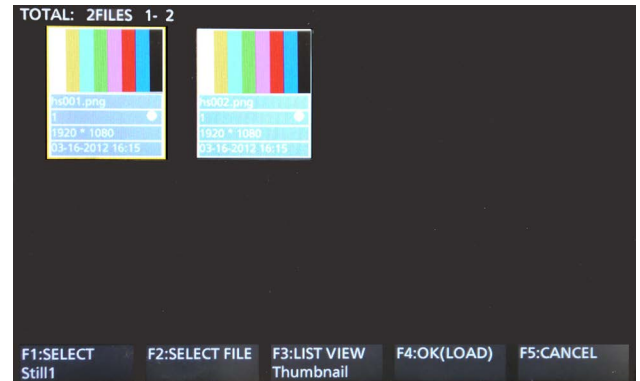 TOTAL: 2FILES 1- 2
hs001.png
1
1920 * 1080
03-16-2012 16:15
hs002.png
1
1920 * 1080
03-16-2012 16:15
F1:SELECT
Still1
F2:SELECT FILE
F3:LIST VIEW
Thumbnail
F4:OK(LOAD)
F5:CANCEL